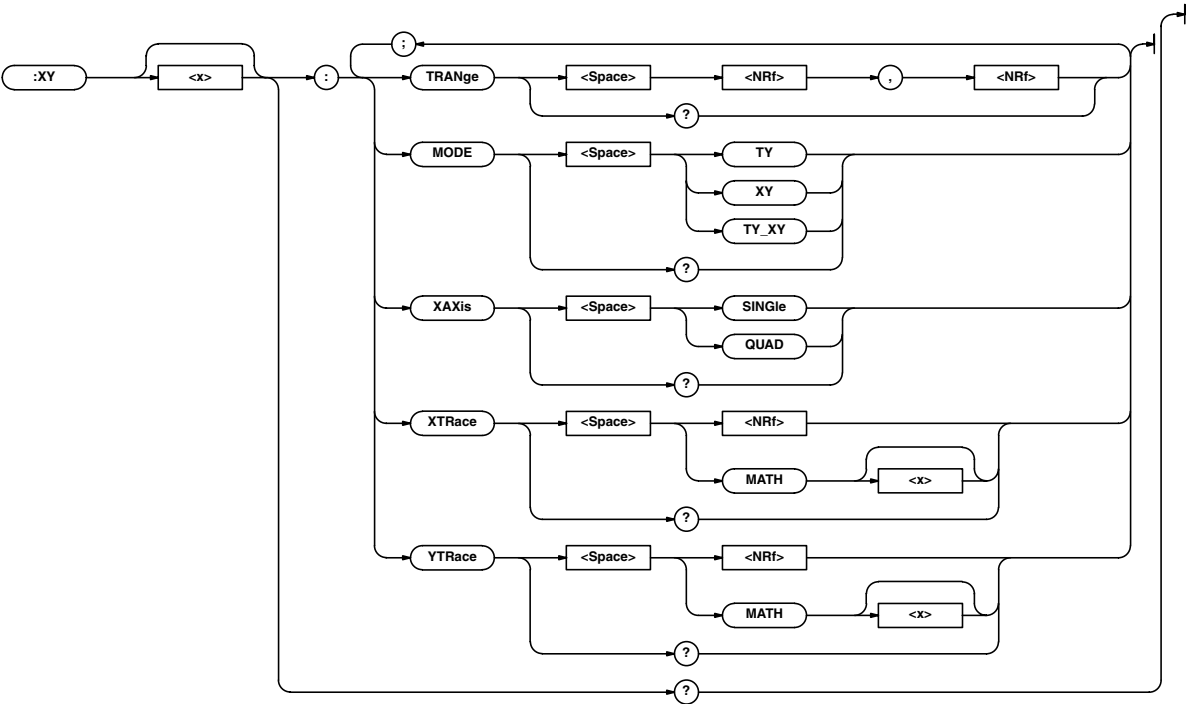 ;
:XY <x> : TRANge <Space> <NRf> , <NRf>
?
MODE <Space> TY
XY
TY_XY
?
XAXis <Space> SINGle
QUAD
?
XTRace <Space> <NRf>
MATH <x>
?
YTRace <Space> <NRf>
MATH <x>
?
?